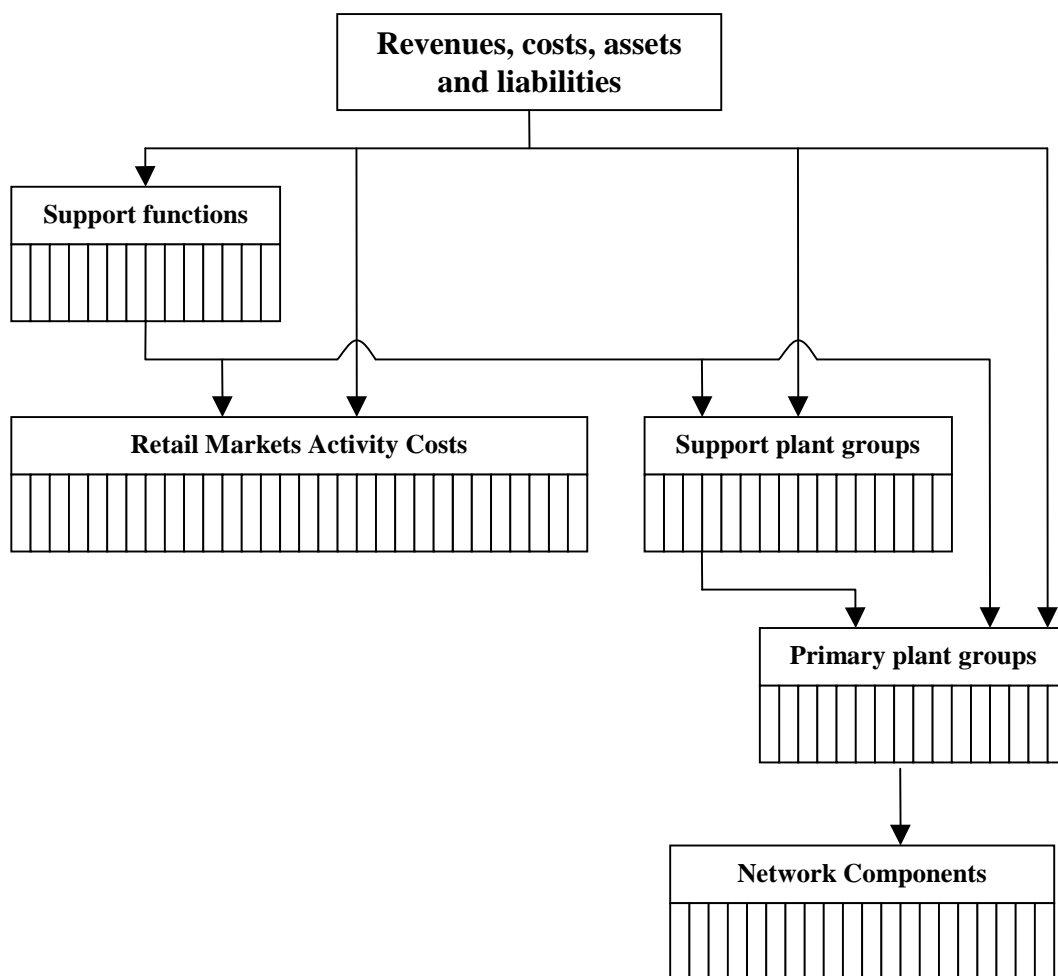 Revenues, costs, assets
and liabilities
Support functions
Retail Markets Activity Costs
Support plant groups
Primary plant groups
Network Components